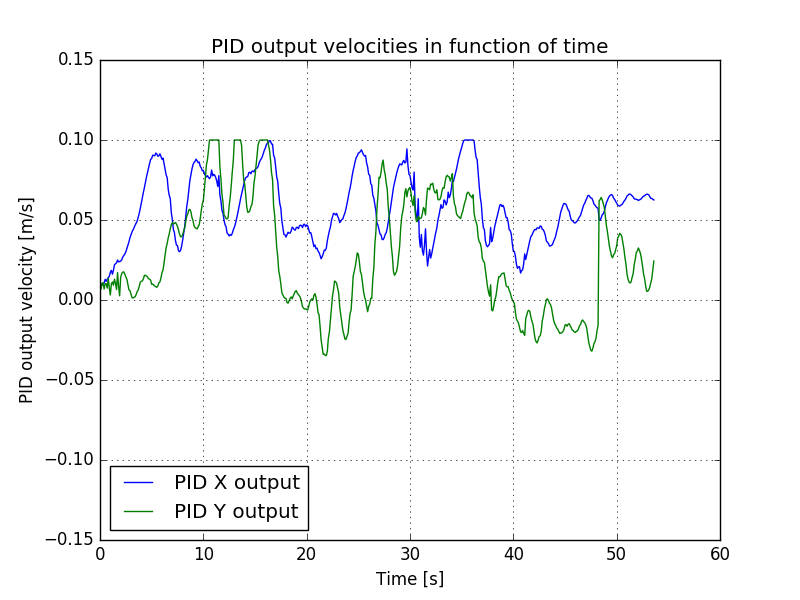 PID output velocities in function of time
0.15
0.10
0.05
0.00
−0.05
−0.10
−0.15
PID output velocity [m/s]
PID X output
PID Y output
0 10 20 30 40 50 60
Time [s]